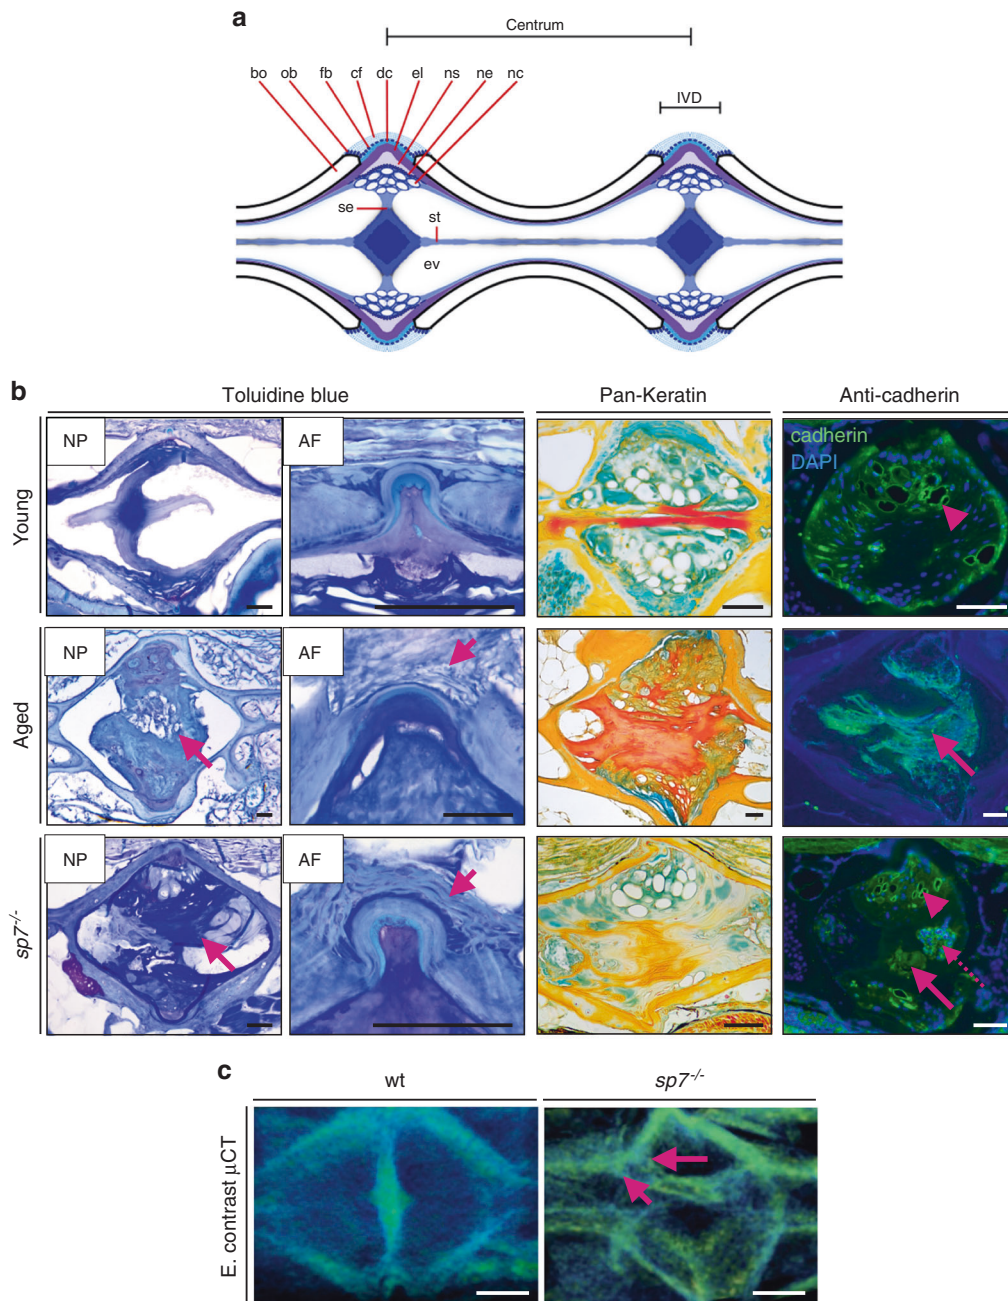 a
Centrum
bo ob fb cf dc el ns ne nc
IVD
se
st
ev
b
Toluidine blue
Pan-Keratin
Anti-cadherin
Young
NP
AF
cadherin
DAPI
Aged
NP
AF
sp7-/-
NP
AF
c
wt
sp7-/-
E. contrast µCT